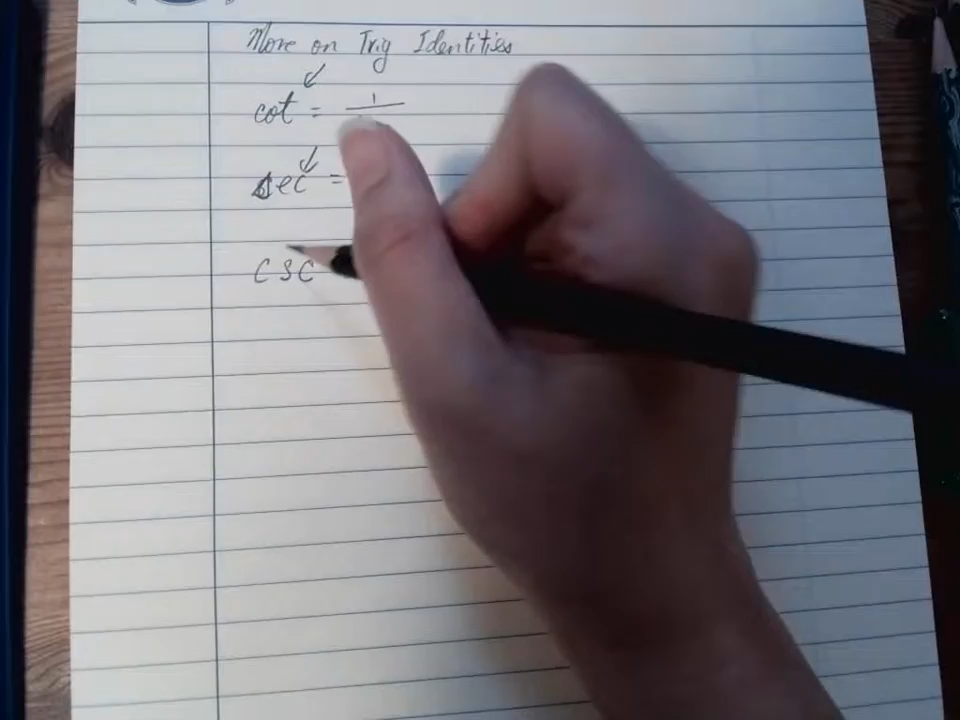 More on Trig Identities
cot = 1
sec =
csc